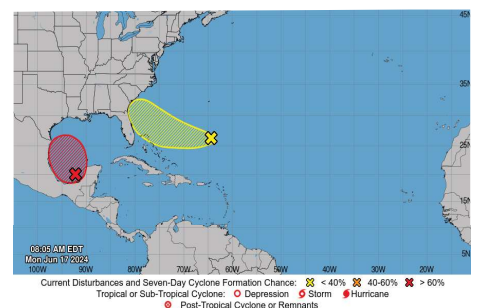 45N
35N
25N
15N
5N
08:05 AM EDT
Mon Jun 17 2024
100W 90W 80W 70W 60W 50W 40W 30W
Current Disturbances and Seven-Day Cyclone Formation Chance: < 40% 40-60% > 60%
Tropical or Sub-Tropical Cyclone: Depression Storm Hurricane
Post-Tropical Cyclone or Remnants